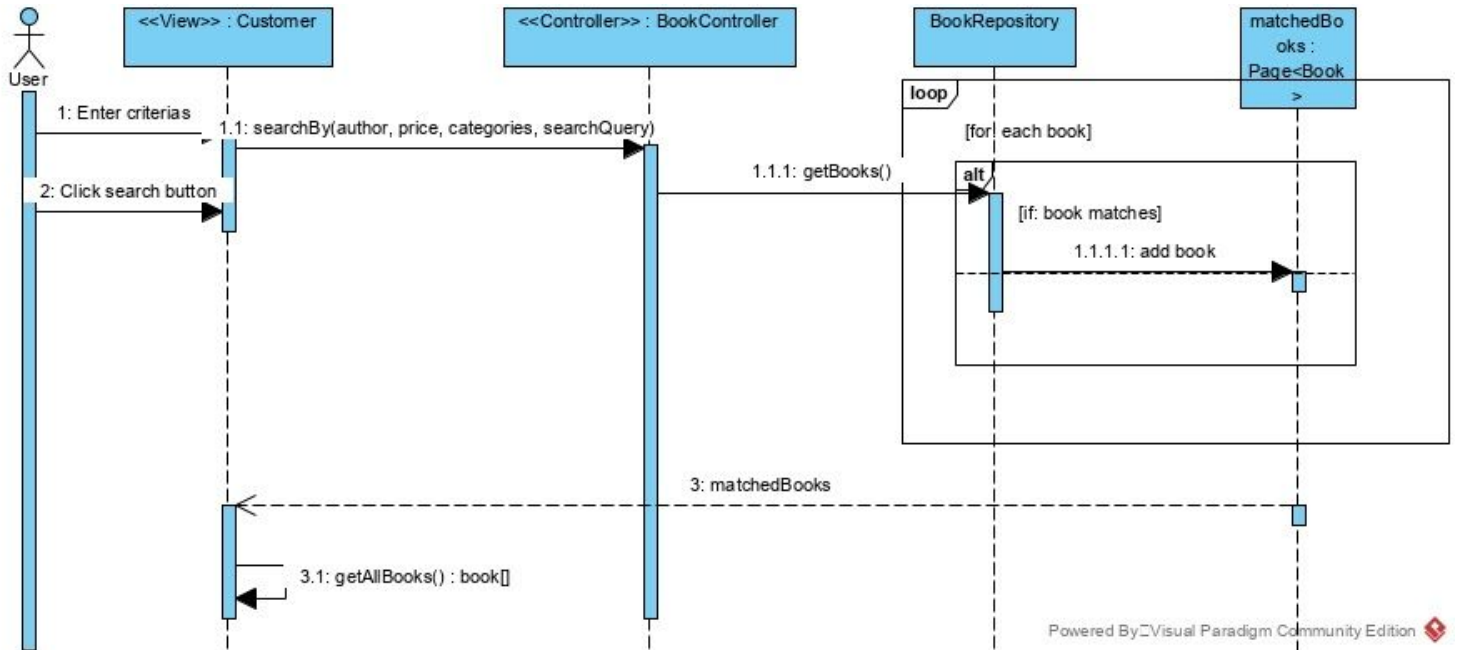 <<View>> : Customer
<<Controller>> : BookController
BookRepository
matchedBo
oks :
Page<Book
>
User
loop
1: Enter criterias
1.1: searchBy(author, price, categories, searchQuery)
[for each book]
1.1.1: getBooks()
alt
2: Click search button
[if: book matches]
1.1.1.1: add book
3: matchedBooks
3.1: getAllBooks() : book[]
Powered By Visual Paradigm Community Edition